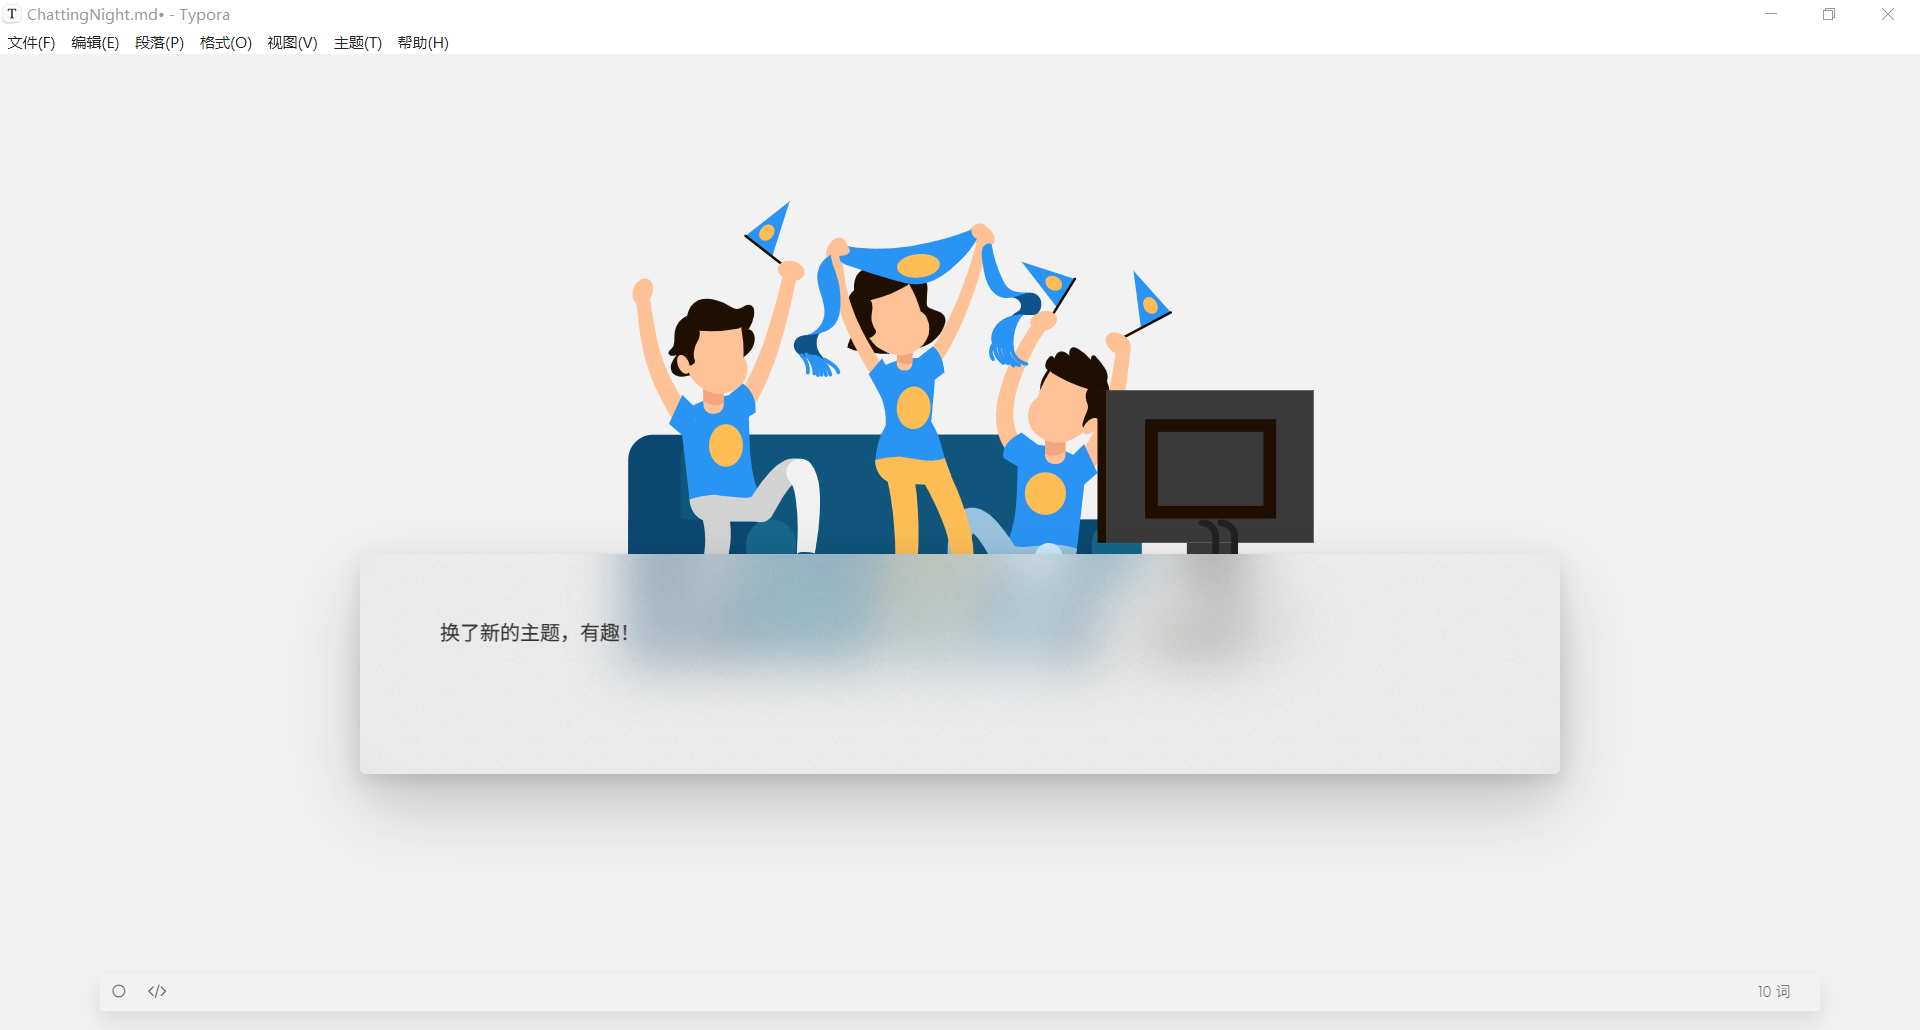 T ChattingNight.md• - Typora
文件(F) 编辑(E) 段落(P) 格式(O) 视图(V) 主题(T) 帮助(H)
换了新的主题，有趣！
</> 10 词